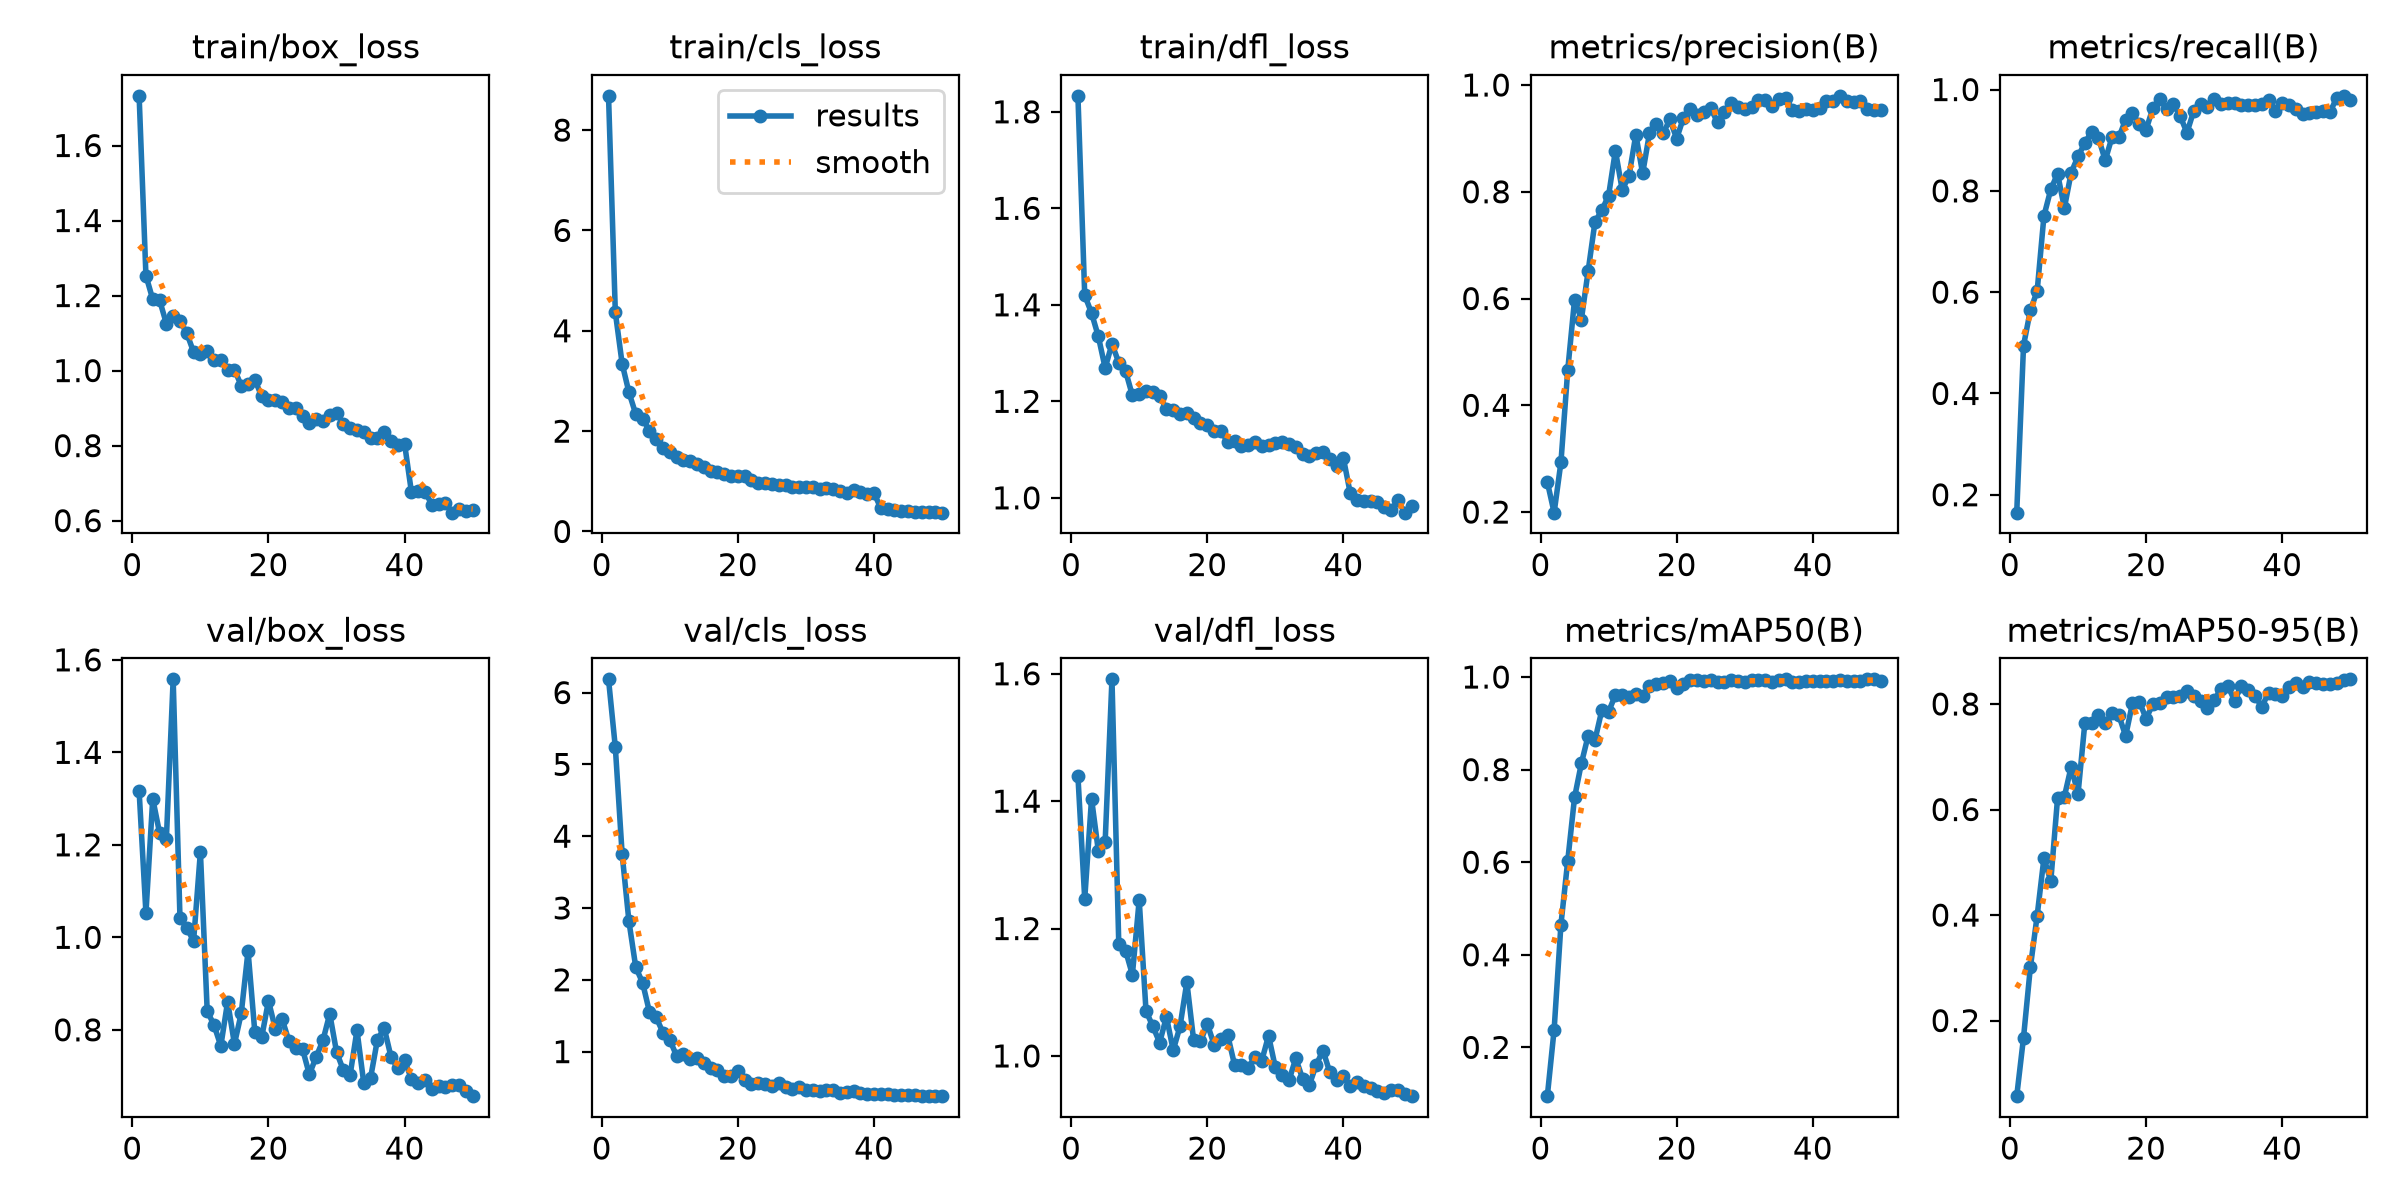 train/box_loss
1.6
1.4
1.2
1.0
0.8
0.6
0 20 40
train/cls_loss
results
smooth
8
6
4
2
0
0 20 40
train/dfl_loss
1.8
1.6
1.4
1.2
1.0
0 20 40
metrics/precision(B)
1.0
0.8
0.6
0.4
0.2
0 20 40
metrics/recall(B)
1.0
0.8
0.6
0.4
0.2
0 20 40
val/box_loss
1.6
1.4
1.2
1.0
0.8
0 20 40
val/cls_loss
6
5
4
3
2
1
0 20 40
val/dfl_loss
1.6
1.4
1.2
1.0
0 20 40
metrics/mAP50(B)
1.0
0.8
0.6
0.4
0.2
0 20 40
metrics/mAP50-95(B)
0.8
0.6
0.4
0.2
0 20 40